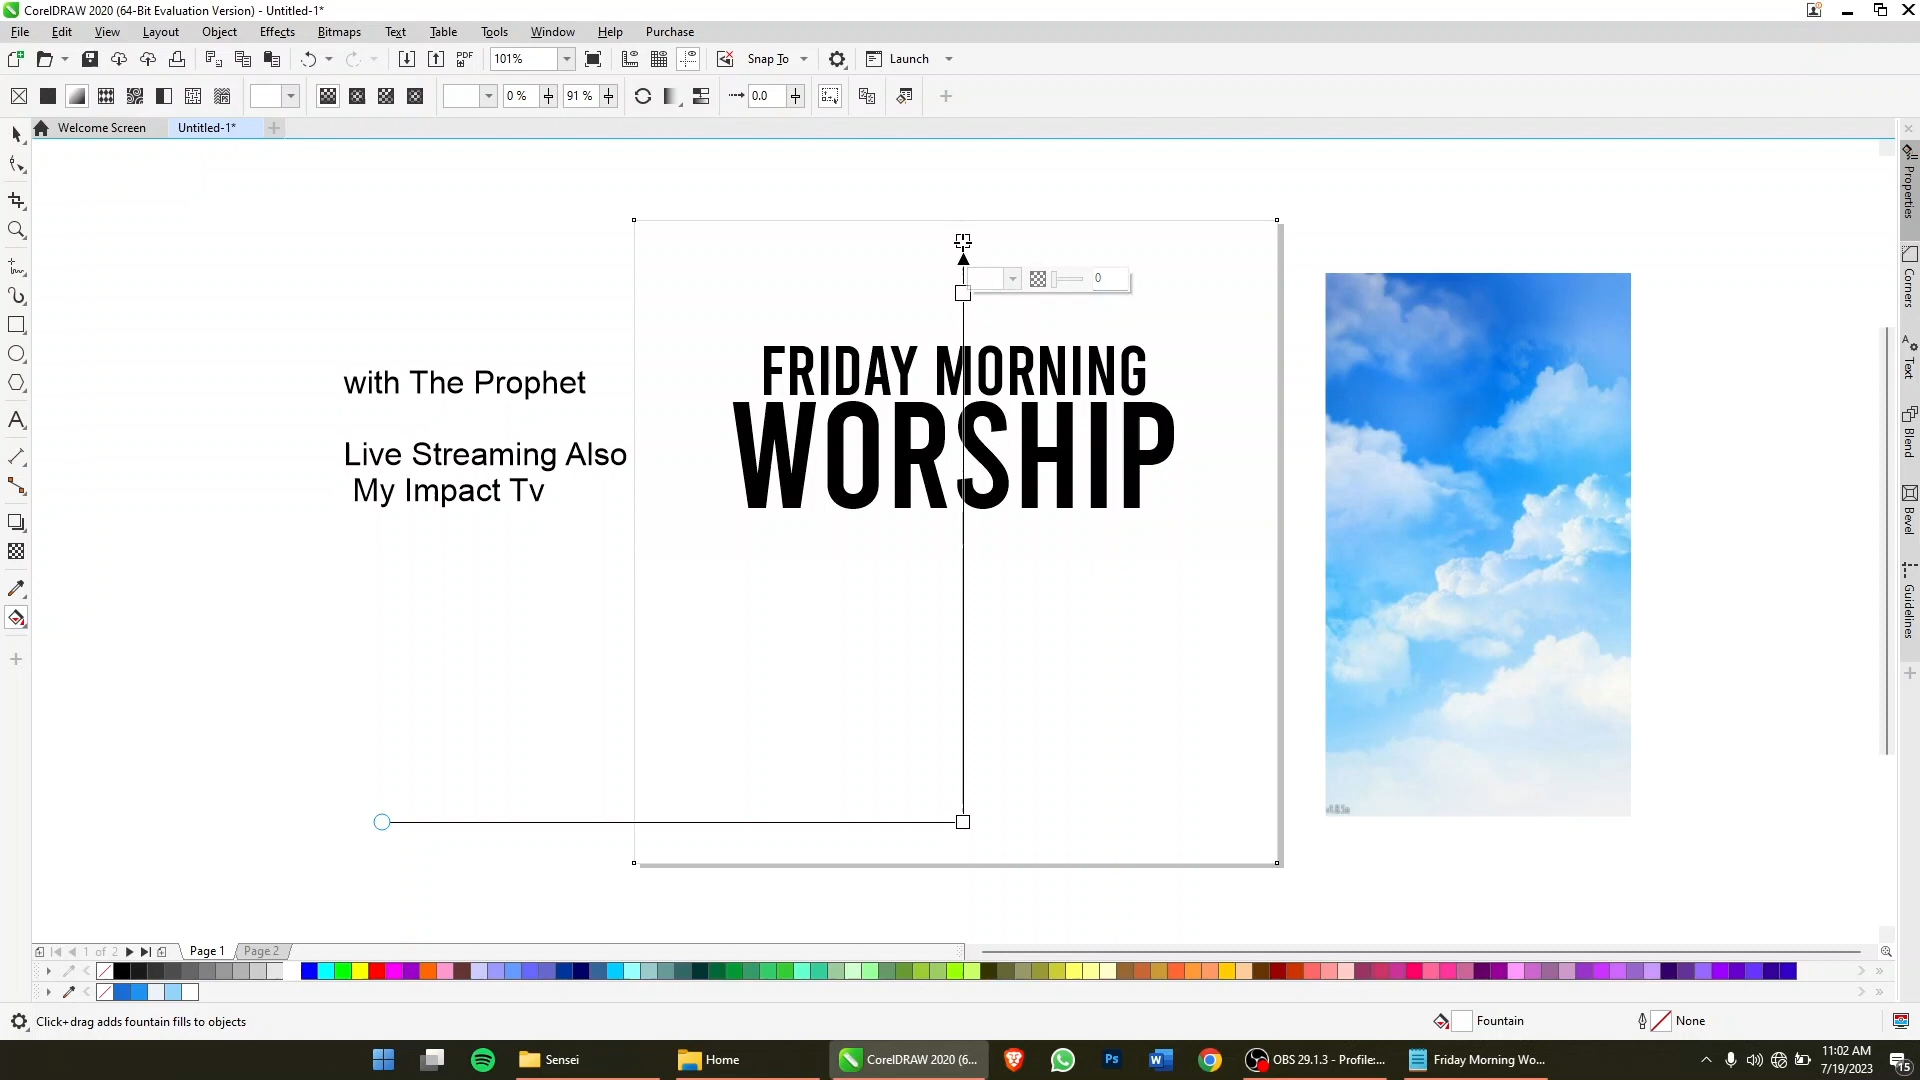 CorelDRAW 2020 (64-Bit Evaluation Version) - Untitled-1*
File Edit View Layout Object Effects Bitmaps Text Table Tools Window Help Purchase
PDF 101% Snap To Launch
0 % 91 % 0.0
Welcome Screen Untitled-1*
0
FRIDAY MORNING
WORSHIP
with The Prophet
Live Streaming Also
My Impact Tv
Properties
Corners
Text
Blend
Bevel
Guidelines
1 of 2 Page 1 Page 2
Click+drag adds fountain fills to objects
Fountain
None
Sensei
Home
CorelDRAW 2020 (6...
Ps
OBS 29.1.3 - Profile:...
Friday Morning Wo...
11:02 AM
7/19/2023
15